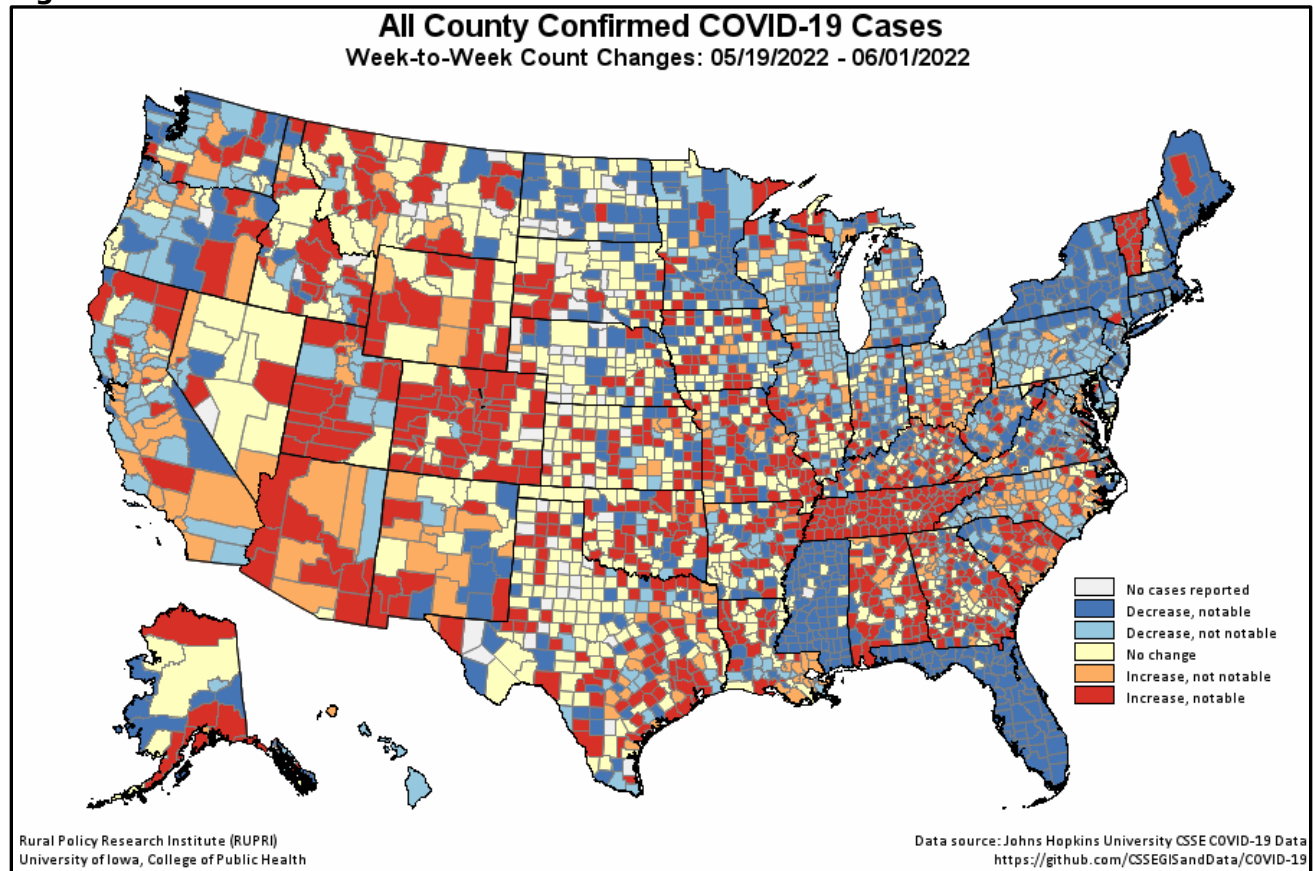 All County Confirmed COVID-19 Cases
Week-to-Week Count Changes: 05/19/2022 - 06/01/2022
No cases reported
Decrease, notable
Decrease, not notable
No change
Increase, not notable
Increase, notable
Rural Policy Research Institute (RUPRI)
University of Iowa, College of Public Health
Data source: Johns Hopkins University CSSE COVID-19 Data
https://github.com/CSSEGISandData/COVID-19